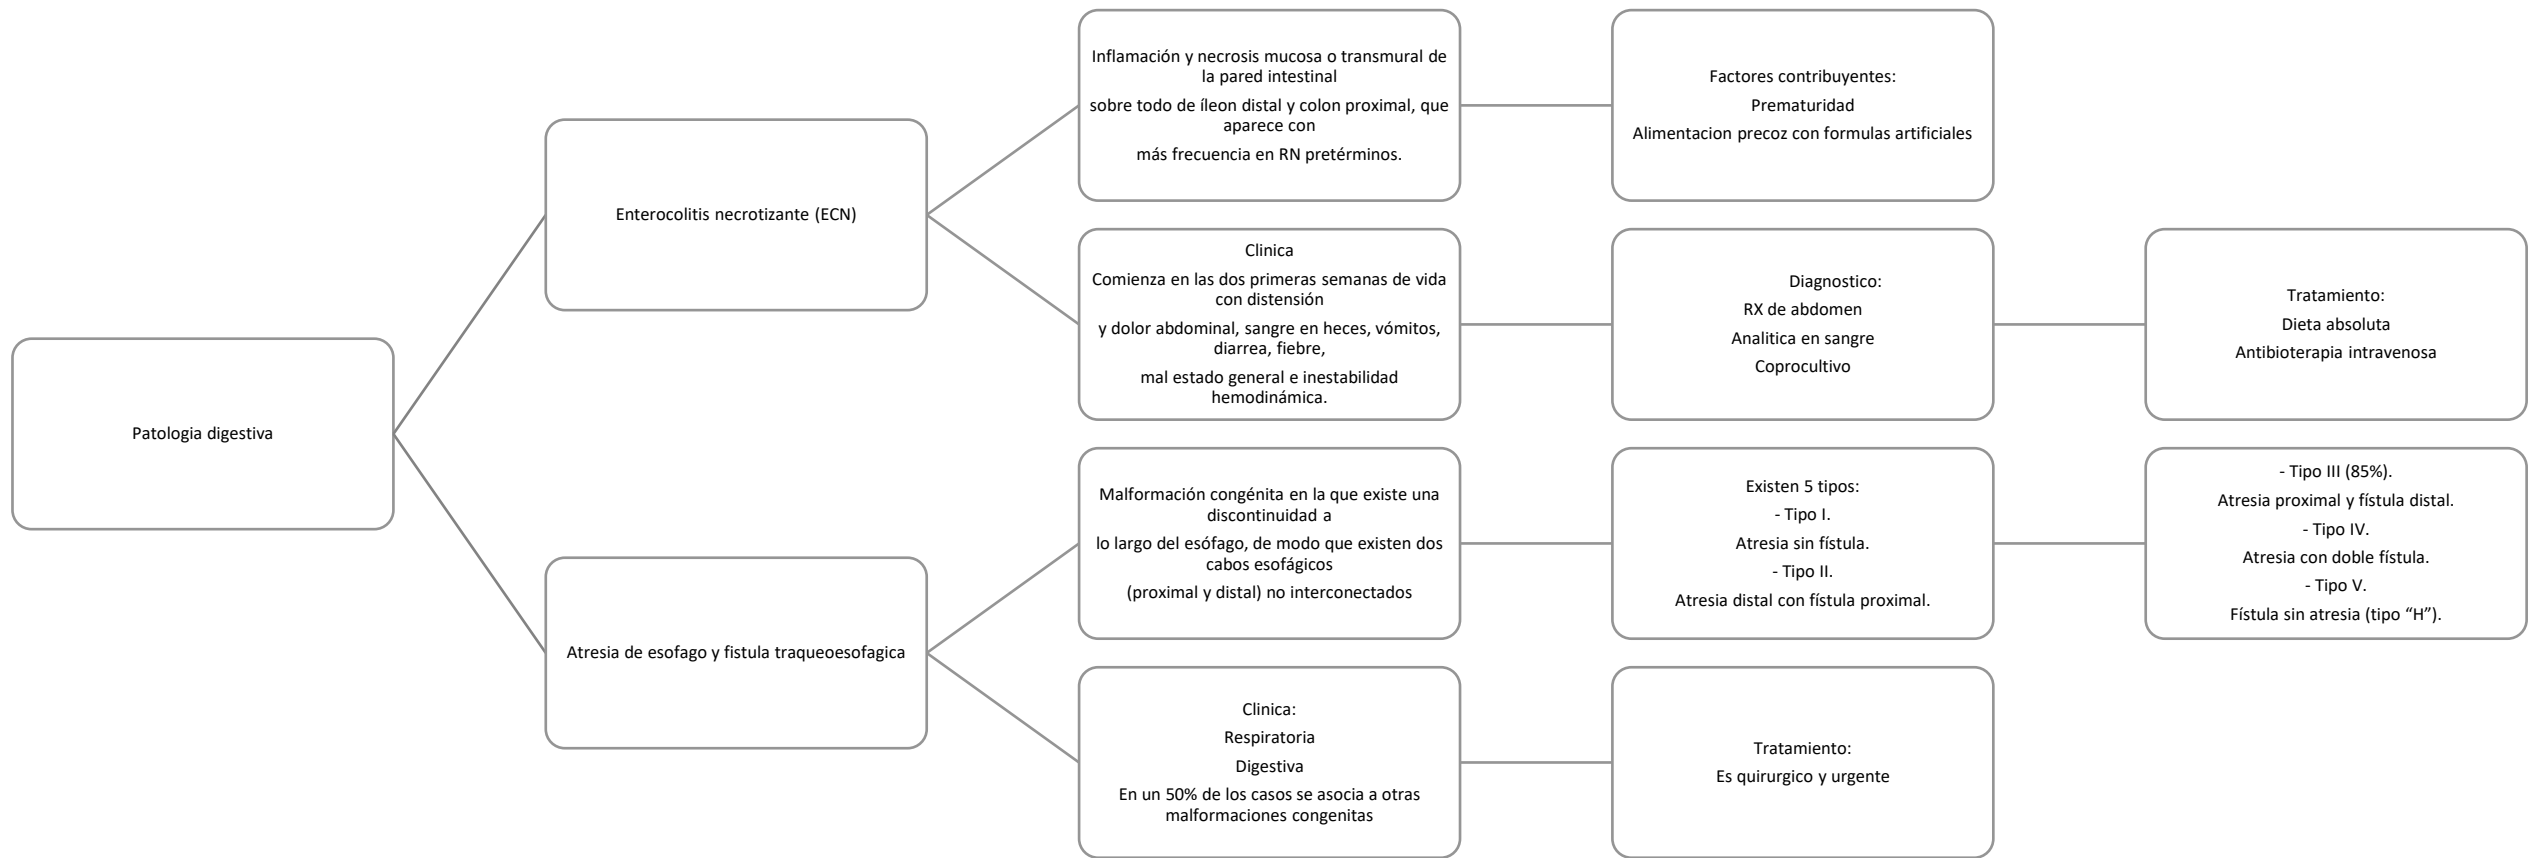 Patologia digestiva
Enterocolitis necrotizante (ECN)
Inflamación y necrosis mucosa o transmural de
la pared intestinal
sobre todo de íleon distal y colon proximal, que
aparece con
más frecuencia en RN pretérminos.
Factores contribuyentes:
Prematuridad
Alimentacion precoz con formulas artificiales
Clinica
Comienza en las dos primeras semanas de vida
con distensión
y dolor abdominal, sangre en heces, vómitos,
diarrea, fiebre,
mal estado general e inestabilidad
hemodinámica.
Diagnostico:
RX de abdomen
Analitica en sangre
Coprocultivo
Tratamiento:
Dieta absoluta
Antibioterapia intravenosa
Atresia de esofago y fistula traqueoesofagica
Malformación congénita en la que existe una
discontinuidad a
lo largo del esófago, de modo que existen dos
cabos esofágicos
(proximal y distal) no interconectados
Existen 5 tipos:
- Tipo I.
Atresia sin fístula.
- Tipo II.
Atresia distal con fístula proximal.
- Tipo III (85%).
Atresia proximal y fístula distal.
- Tipo IV.
Atresia con doble fístula.
- Tipo V.
Fístula sin atresia (tipo “H”).
Clinica:
Respiratoria
Digestiva
En un 50% de los casos se asocia a otras
malformaciones congenitas
Tratamiento:
Es quirurgico y urgente